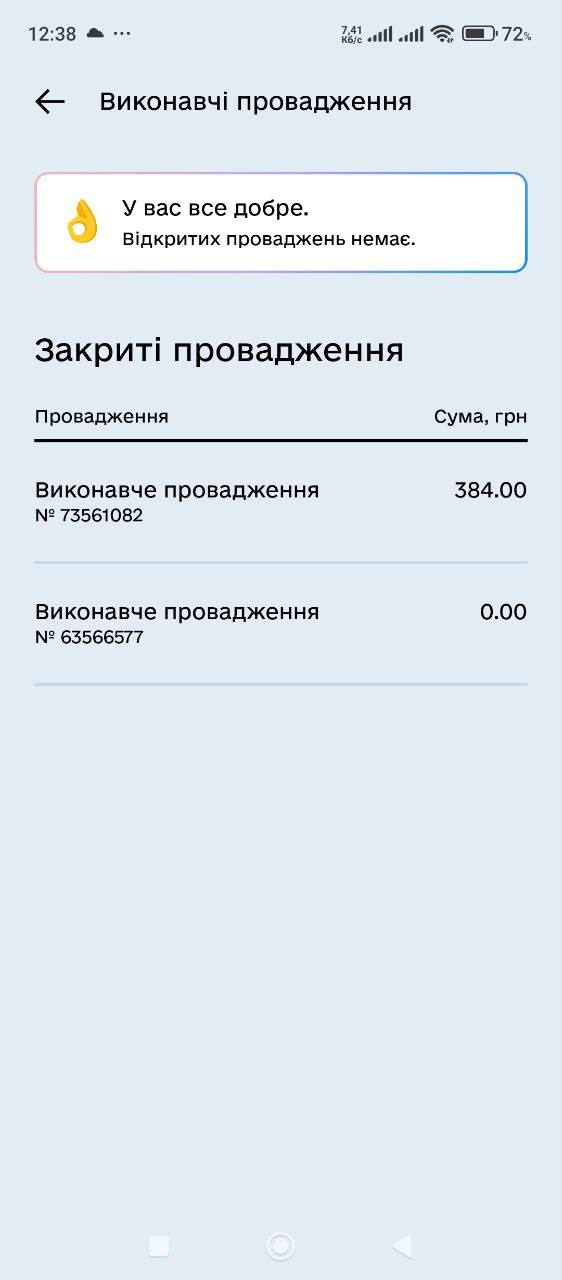 12:38 ... 7,41 Кб/с 72%
Виконавчі провадження
У вас все добре.
Відкритих проваджень немає.
Закриті провадження
Провадження Сума, грн
Виконавче провадження 384.00
№ 73561082
Виконавче провадження 0.00
№ 63566577